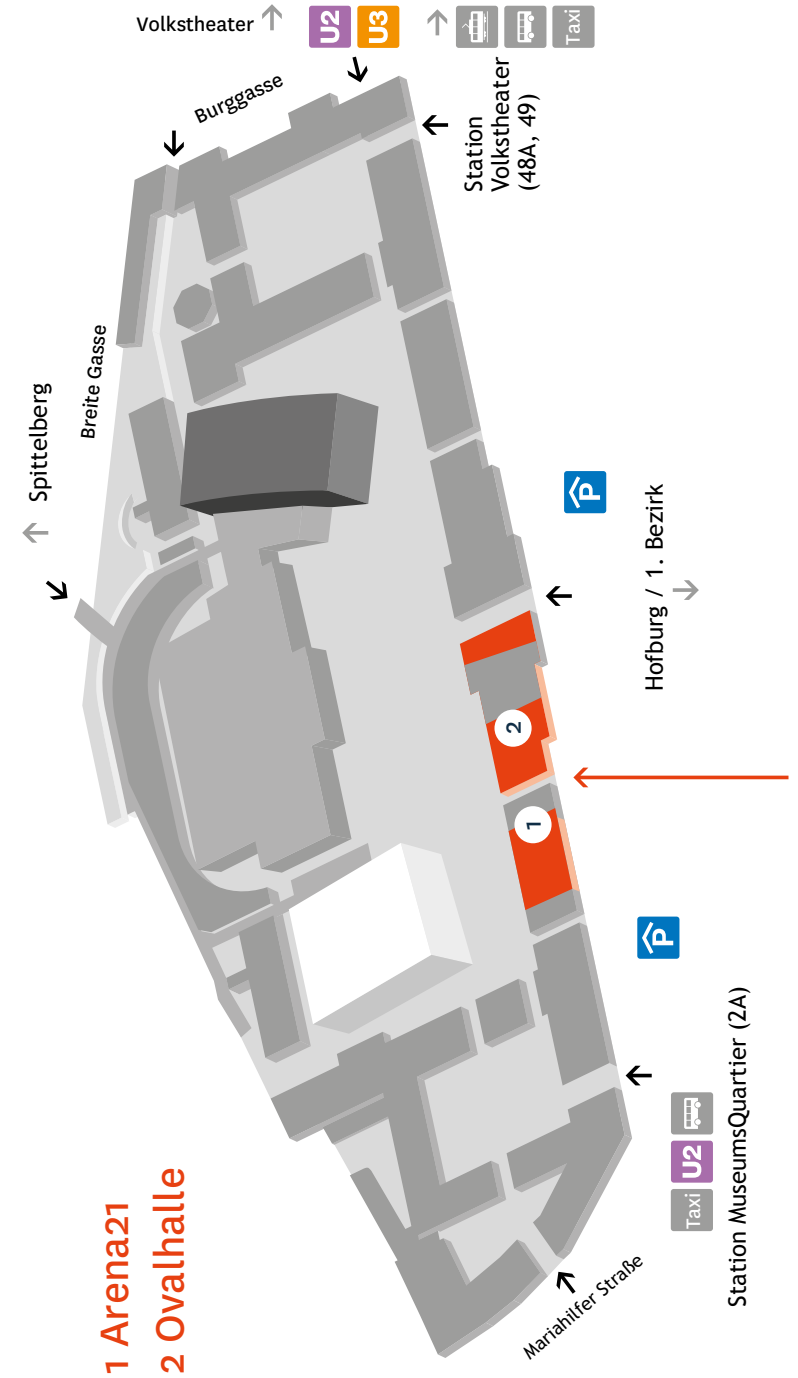 Volkstheater
U2
U3
Taxi
Burggasse
Station
Volkstheater
(48A, 49)
Spittelberg
Breite Gasse
P
Hofburg / 1. Bezirk
2
1
P
1 Arena21
2 Ovalhalle
Taxi
U2
Station MuseumsQuartier (2A)
Mariahilfer Straße